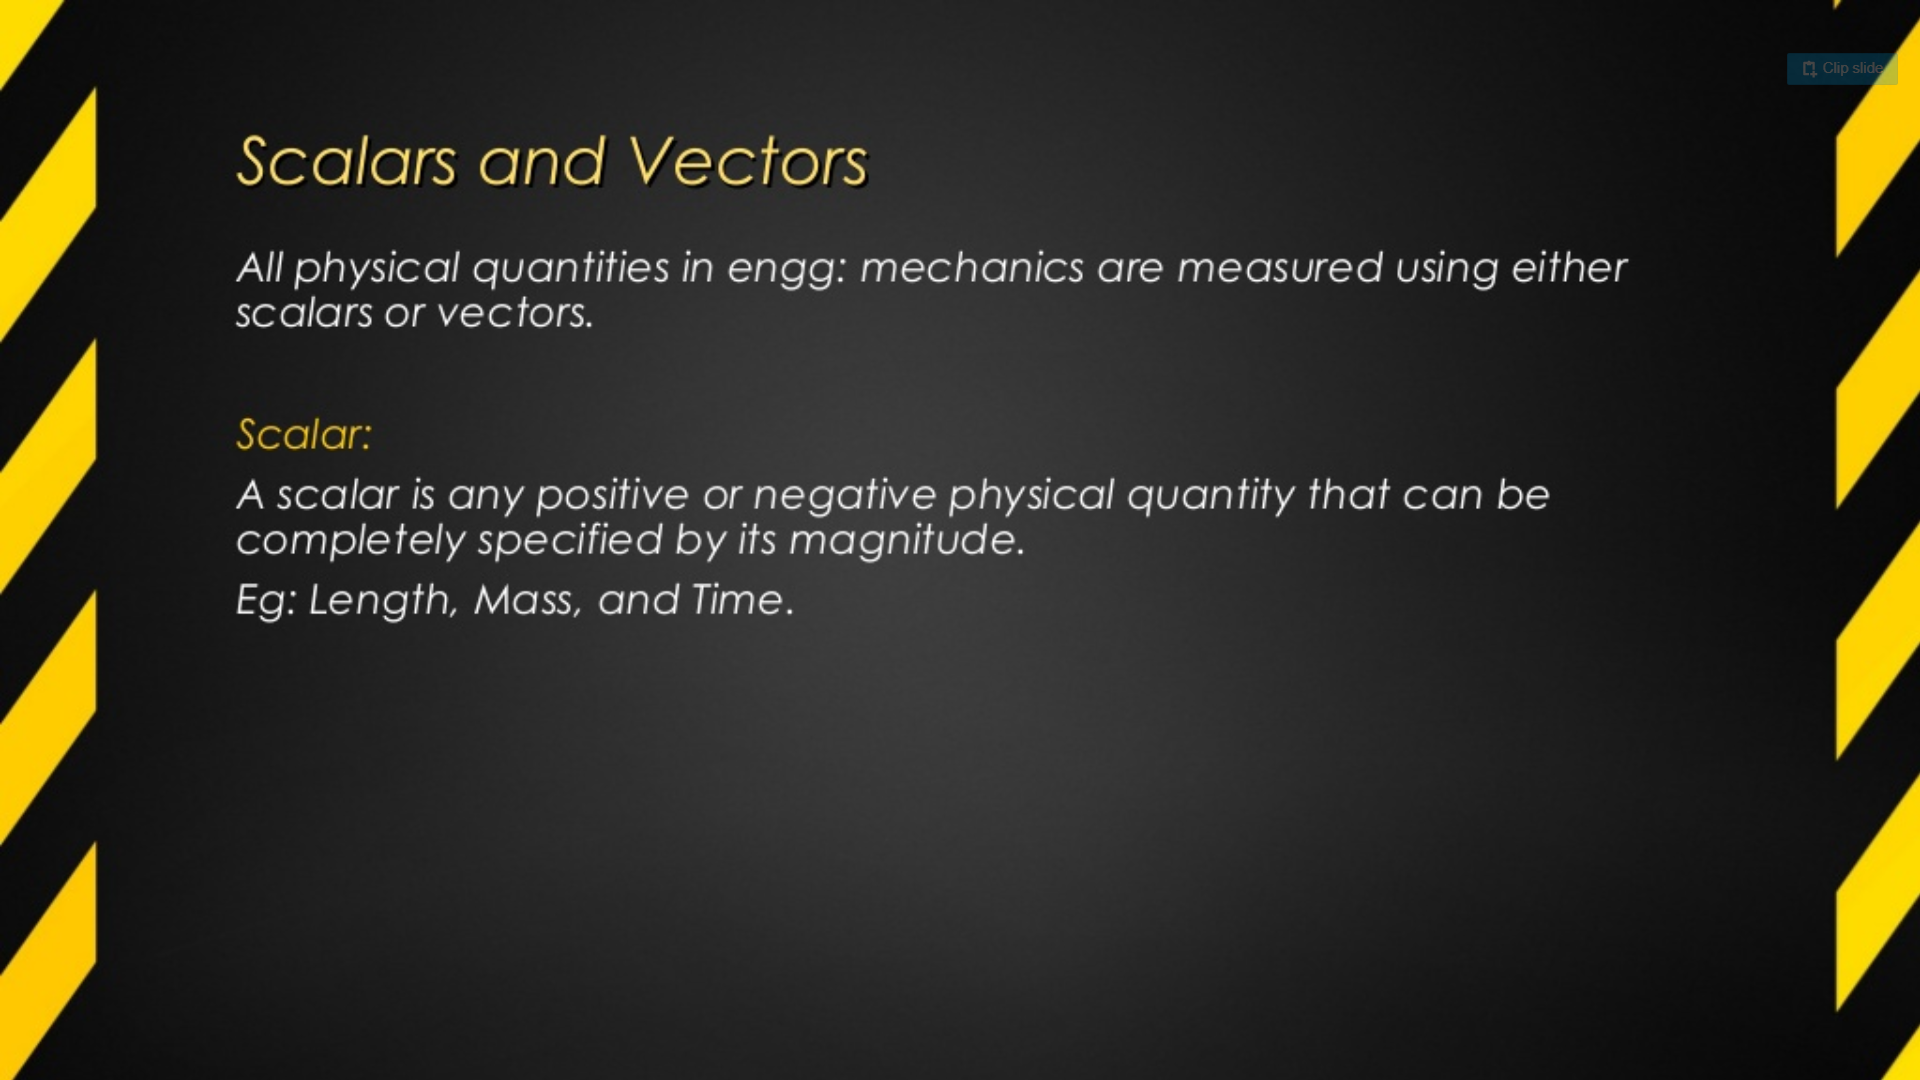 Clip slide
Scalars and Vectors
All physical quantities in engg: mechanics are measured using either
scalars or vectors.
Scalar:
A scalar is any positive or negative physical quantity that can be
completely specified by its magnitude.
Eg: Length, Mass, and Time.